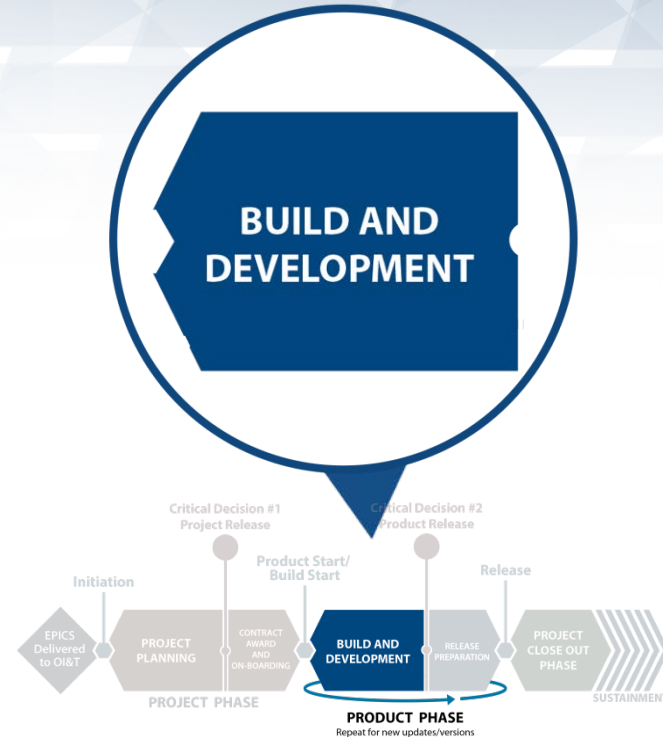 BUILD AND
DEVELOPMENT
Critical Decision #1
Project Release
Critical Decision #2
Product Release
Product Start/
Build Start
Release
Initiation
EPICS
Delivered
to OI&T
PROJECT
PLANNING
CONTRACT
AWARD
AND
ON-BOARDING
BUILD AND
DEVELOPMENT
RELEASE
PREPARATION
PROJECT
CLOSE OUT
PHASE
SUSTAINMENT
PROJECT PHASE
PRODUCT PHASE
Repeat for new updates/versions